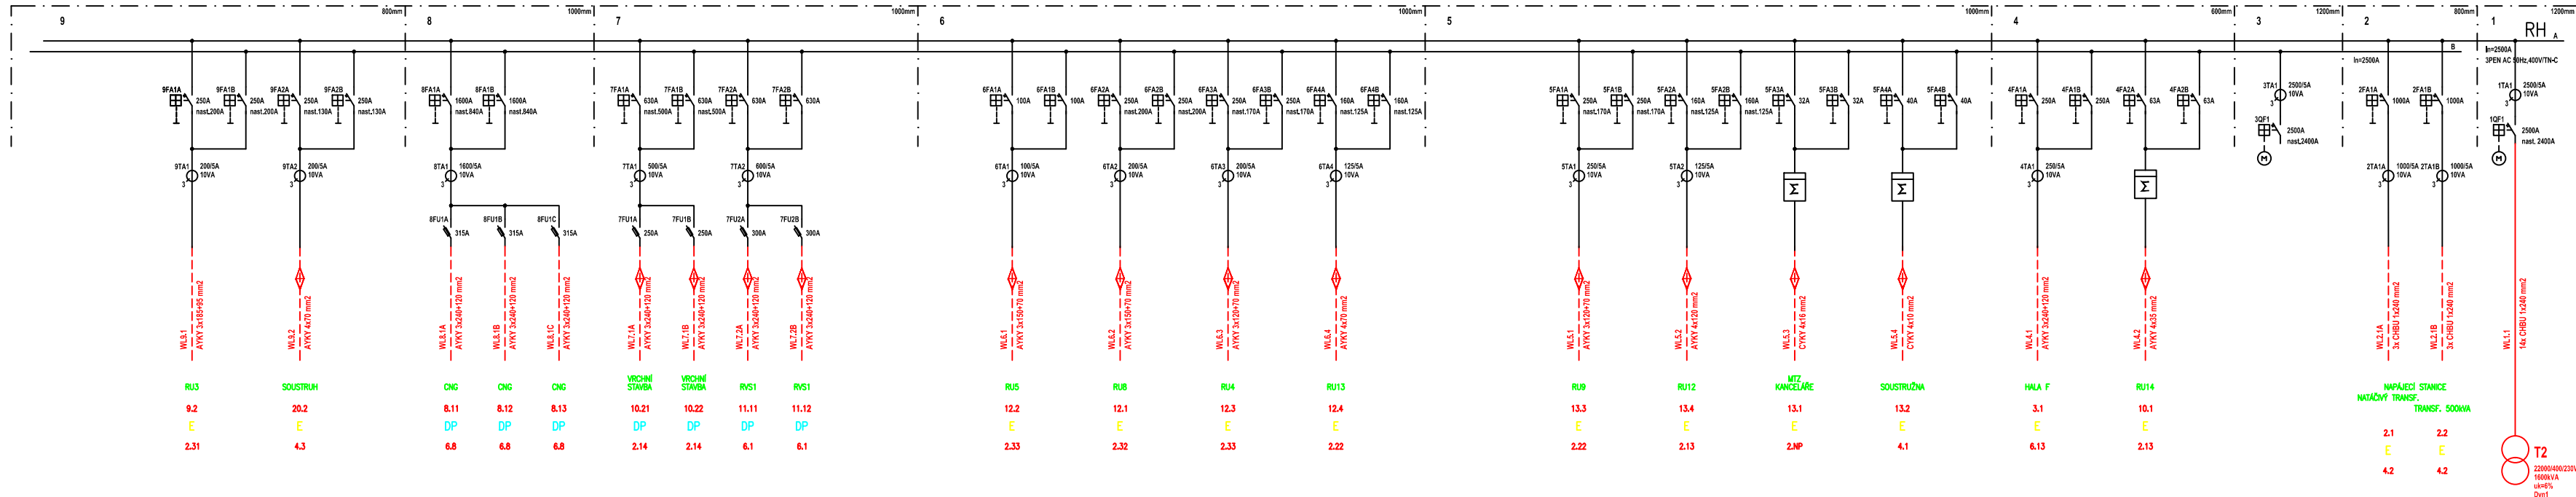 9
800mm
8
1000mm
7
1000mm
6
1000mm
5
1000mm
4
600mm
3
1200mm
2
800mm
1
1200mm
RH
A
B
In=2500A
3PEN AC 50Hz,400V/TN-C
In=2500A
9FA1A
250A
nast.200A
9FA1B
250A
nast.200A
9FA2A
250A
nast.130A
9FA2B
250A
nast.130A
8FA1A
1600A
nast.840A
8FA1B
1600A
nast.840A
7FA1A
630A
nast.500A
7FA1B
630A
nast.500A
7FA2A
630A
7FA2B
630A
6FA1A
100A
6FA1B
100A
6FA2A
250A
nast.200A
6FA2B
250A
nast.200A
6FA3A
250A
nast.170A
6FA3B
250A
nast.170A
6FA4A
160A
nast.125A
6FA4B
160A
nast.125A
5FA1A
250A
nast.170A
5FA1B
250A
nast.170A
5FA2A
160A
nast.125A
5FA2B
160A
nast.125A
5FA3A
32A
5FA3B
32A
5FA4A
40A
5FA4B
40A
4FA1A
250A
4FA1B
250A
4FA2A
63A
4FA2B
63A
3TA1
2500/5A
10VA
3
3QF1
2500A
nast.2400A
M
2FA1A
1000A
2FA1B
1000A
1TA1
2500/5A
10VA
3
1QF1
2500A
nast. 2400A
M
9TA1
200/5A
10VA
3
9TA2
200/5A
10VA
3
8TA1
1600/5A
10VA
3
7TA1
500/5A
10VA
3
7TA2
600/5A
10VA
3
6TA1
100/5A
10VA
3
6TA2
200/5A
10VA
3
6TA3
200/5A
10VA
3
6TA4
125/5A
10VA
3
5TA1
250/5A
10VA
3
5TA2
125/5A
10VA
3
Σ
Σ
4TA1
250/5A
10VA
3
Σ
2TA1A
1000/5A
10VA
3
2TA1B
1000/5A
10VA
3
8FU1A
315A
8FU1B
315A
8FU1C
315A
7FU1A
250A
7FU1B
250A
7FU2A
300A
7FU2B
300A
WL9.1
AYKY 3x185+95 mm2
WL9.2
AYKY 4x70 mm2
WL8.1A
AYKY 3x240+120 mm2
WL8.1B
AYKY 3x240+120 mm2
WL8.1C
AYKY 3x240+120 mm2
WL7.1A
AYKY 3x240+120 mm2
WL7.1B
AYKY 3x240+120 mm2
WL7.2A
AYKY 3x240+120 mm2
WL7.2B
AYKY 3x240+120 mm2
WL6.1
AYKY 3x150+70 mm2
WL6.2
AYKY 3x150+70 mm2
WL6.3
AYKY 3x120+70 mm2
WL6.4
AYKY 4x70 mm2
WL5.1
AYKY 3x120+70 mm2
WL5.2
AYKY 4x120 mm2
WL5.3
CYKY 4x16 mm2
WL5.4
CYKY 4x10 mm2
WL4.1
AYKY 3x240+120 mm2
WL4.2
AYKY 4x35 mm2
WL2.1A
3x CHBU 1x240 mm2
WL2.1B
3x CHBU 1x240 mm2
WL1.1
14x CHBU 1x240 mm2
RU3
SOUSTRUH
CNG
CNG
CNG
VRCHNÍ
STAVBA
VRCHNÍ
STAVBA
RVS1
RVS1
RU5
RU8
RU4
RU13
RU9
RU12
MTZ
KANCELÁŘE
SOUSTRUŽNA
HALA F
RU14
NAPÁJECÍ STANICE
NATÁČIVÝ TRANSF.
TRANSF. 500kVA
9.2
20.2
8.11
8.12
8.13
10.21
10.22
11.11
11.12
12.2
12.1
12.3
12.4
13.3
13.4
13.1
13.2
3.1
10.1
2.1
2.2
E
E
DP
DP
DP
DP
DP
DP
DP
E
E
E
E
E
E
E
E
E
E
E
E
2.31
4.3
6.8
6.8
6.8
2.14
2.14
6.1
6.1
2.33
2.32
2.33
2.22
2.22
2.13
2.NP
4.1
6.13
2.13
4.2
4.2
T2
22000/400/230V
1600kVA
uk=6%
Dyn1